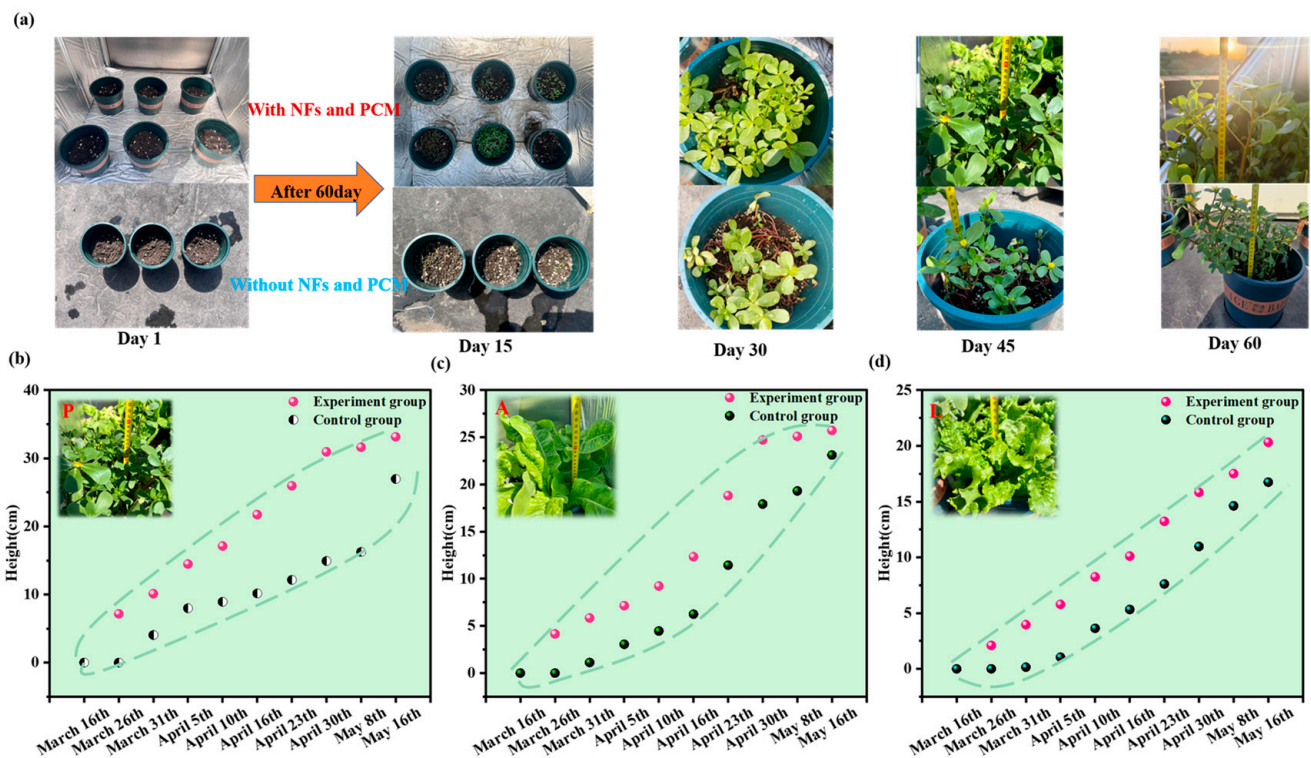 (a)
With NFs and PCM
After 60day
Without NFs and PCM
Day 1
Day 15
Day 30
Day 45
Day 60
(b)
P
Experiment group
Control group
Height(cm)
40
30
20
10
0
March 16th
March 26th
March 31th
April 5th
April 10th
April 16th
April 23th
April 30th
May 8th
May 16th
(c)
A
Experiment group
Control group
Height(cm)
30
25
20
15
10
5
0
March 16th
March 26th
March 31th
April 5th
April 10th
April 16th
April 23th
April 30th
May 8th
May 16th
(d)
L
Experiment group
Control group
Height(cm)
25
20
15
10
5
0
March 16th
March 26th
March 31th
April 5th
April 10th
April 16th
April 23th
April 30th
May 8th
May 16th